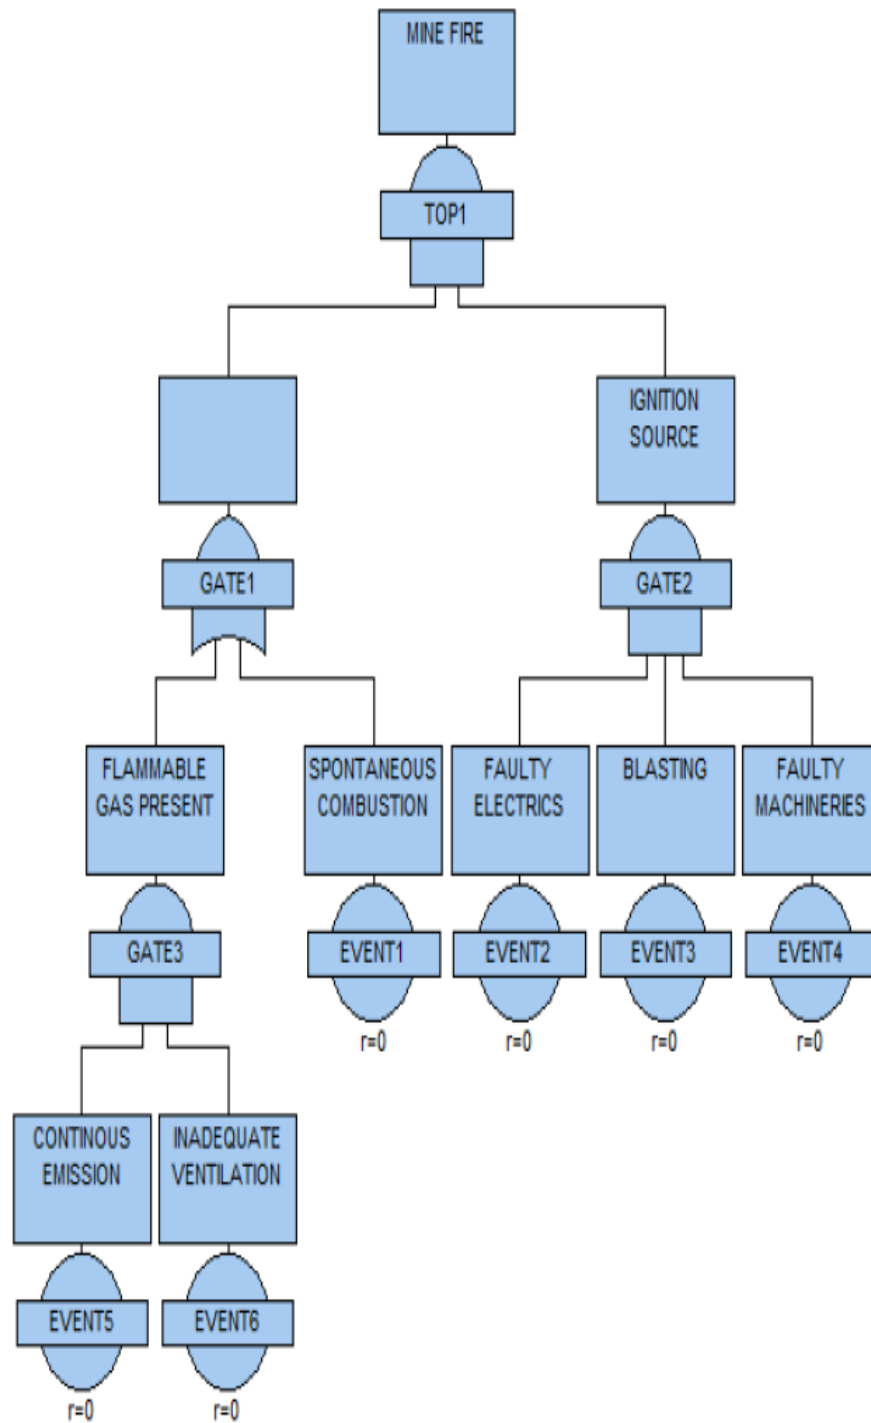 MINE FIRE
TOP1
IGNITION
SOURCE
GATE1
GATE2
FLAMMABLE
GAS PRESENT
SPONTANEOUS
COMBUSTION
FAULTY
ELECTRICS
BLASTING
FAULTY
MACHINERIES
GATE3
EVENT1
EVENT2
EVENT3
EVENT4
r=0
r=0
r=0
r=0
CONTINOUS
EMISSION
INADEQUATE
VENTILATION
EVENT5
EVENT6
r=0
r=0